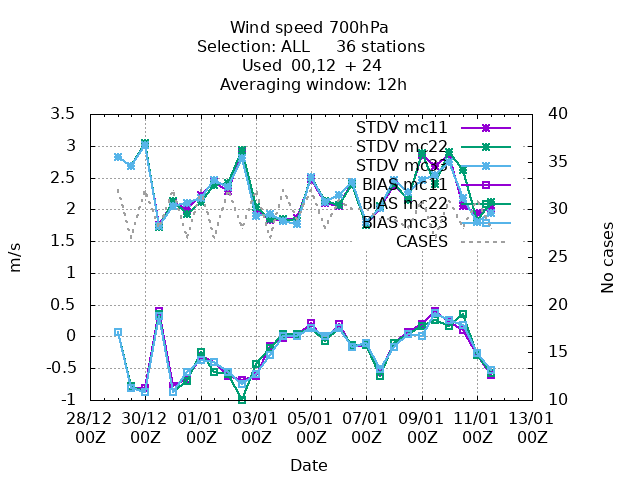 Wind speed 700hPa
Selection: ALL 36 stations
Used 00,12 + 24
Averaging window: 12h
3.5
3
2.5
2
1.5
1
0.5
0
-0.5
-1
m/s
40
35
30
25
20
15
10
No cases
STDV mc11
STDV mc22
STDV mc33
BIAS mc11
BIAS mc22
BIAS mc33
CASES
28/12 30/12 01/01 03/01 05/01 07/01 09/01 11/01 13/01
00Z 00Z 00Z 00Z 00Z 00Z 00Z 00Z 00Z
Date